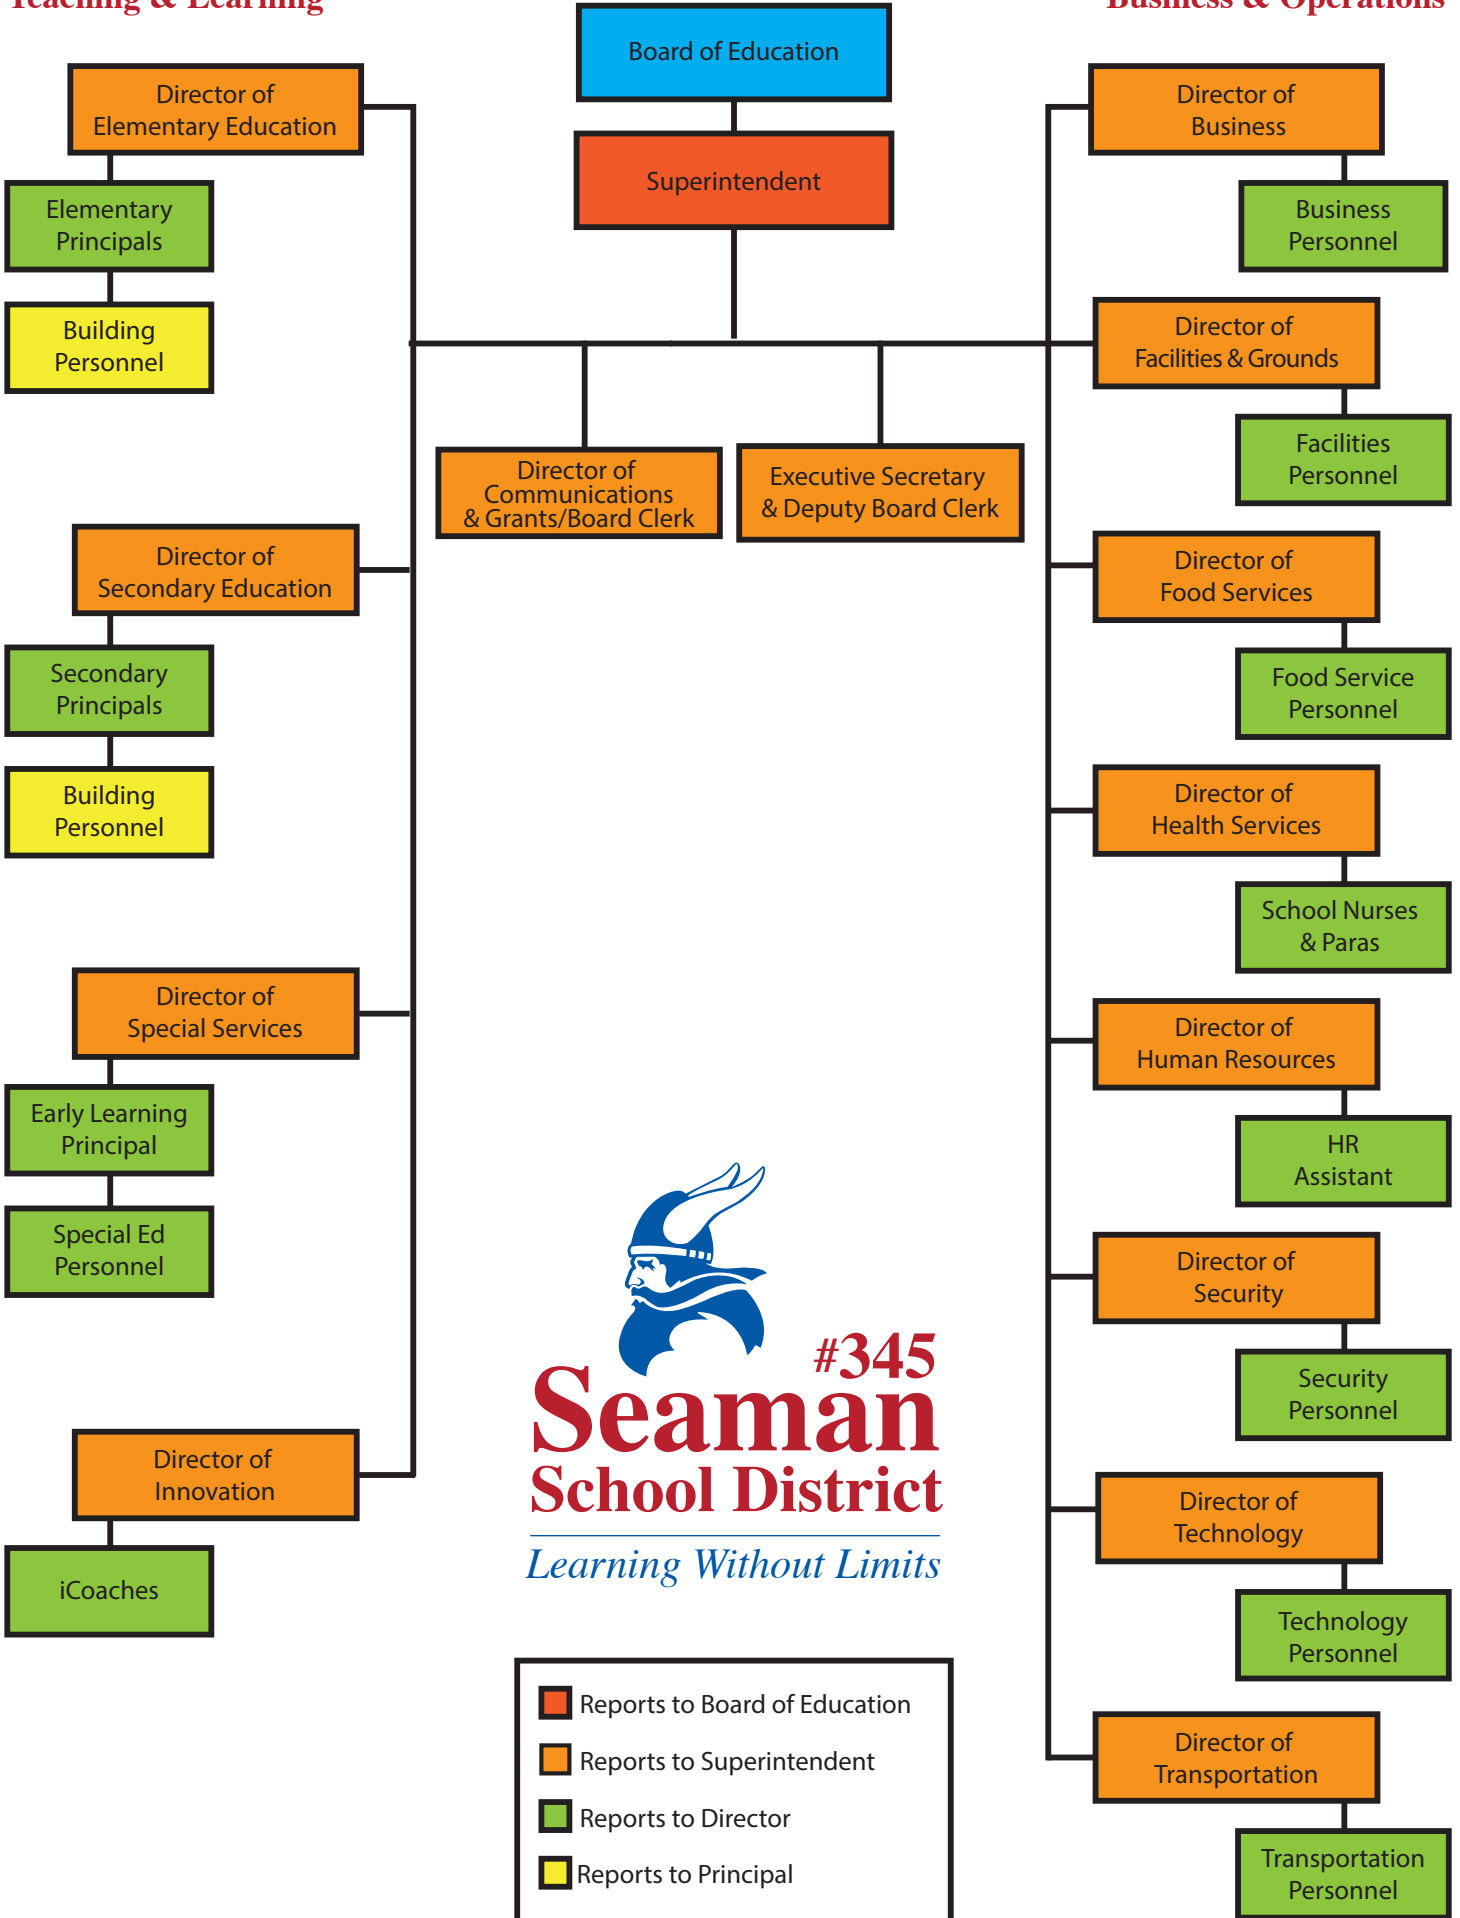 Teaching & Learning
Business & Operations
Board of Education
Superintendent
Director of
Communications
& Grants/Board Clerk
Executive Secretary
& Deputy Board Clerk
Director of
Elementary Education
Elementary
Principals
Building
Personnel
Director of
Secondary Education
Secondary
Principals
Building
Personnel
Director of
Special Services
Early Learning
Principal
Special Ed
Personnel
Director of
Innovation
iCoaches
Director of
Business
Business
Personnel
Director of
Facilities & Grounds
Facilities
Personnel
Director of
Food Services
Food Service
Personnel
Director of
Health Services
School Nurses
& Paras
Director of
Human Resources
HR
Assistant
Director of
Security
Security
Personnel
Director of
Technology
Technology
Personnel
Director of
Transportation
Transportation
Personnel
#345
Seaman
School District
Learning Without Limits
Reports to Board of Education
Reports to Superintendent
Reports to Director
Reports to Principal